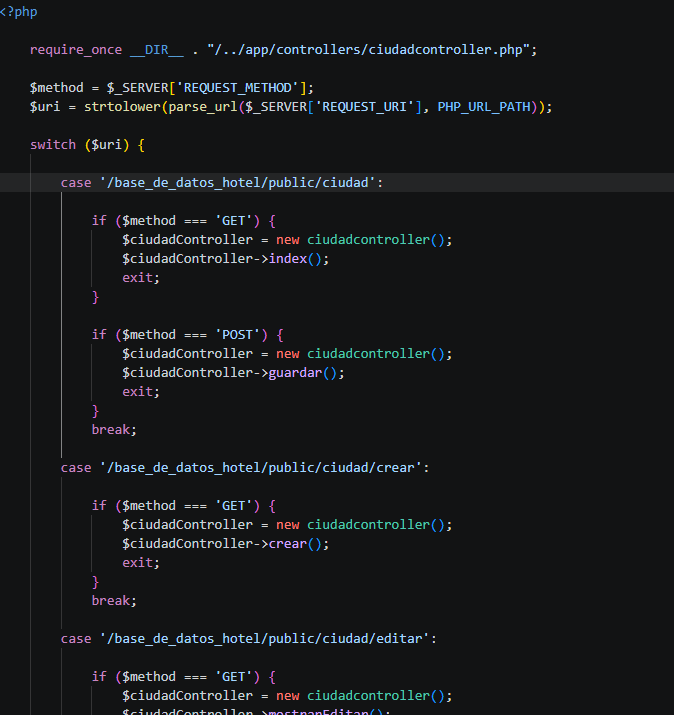 <?php
require_once __DIR__ . "/../app/controllers/ciudadcontroller.php";
$method = $_SERVER['REQUEST_METHOD'];
$uri = strtolower(parse_url($_SERVER['REQUEST_URI'], PHP_URL_PATH));
switch ($uri) {
case '/base_de_datos_hotel/public/ciudad':
if ($method === 'GET') {
$ciudadController = new ciudadcontroller();
$ciudadController->index();
exit;
}
if ($method === 'POST') {
$ciudadController = new ciudadcontroller();
$ciudadController->guardar();
exit;
}
break;
case '/base_de_datos_hotel/public/ciudad/crear':
if ($method === 'GET') {
$ciudadController = new ciudadcontroller();
$ciudadController->crear();
exit;
}
break;
case '/base_de_datos_hotel/public/ciudad/editar':
if ($method === 'GET') {
$ciudadController = new ciudadcontroller();
$ciudadController->mostrarEditar();